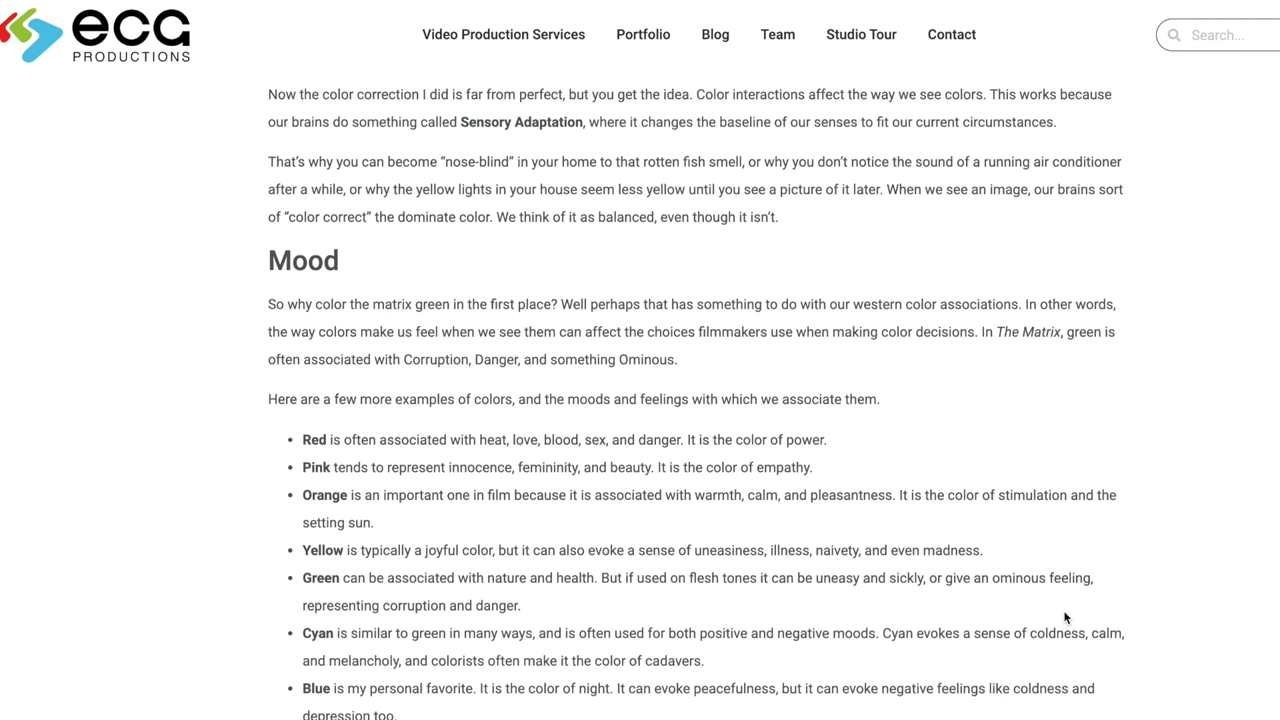 eca
PRODUCTIONS
Video Production Services Portfolio Blog Team Studio Tour Contact
Search...
Now the color correction I did is far from perfect, but you get the idea. Color interactions affect the way we see colors. This works because
our brains do something called Sensory Adaptation, where it changes the baseline of our senses to fit our current circumstances.
That’s why you can become “nose-blind” in your home to that rotten fish smell, or why you don’t notice the sound of a running air conditioner
after a while, or why the yellow lights in your house seem less yellow until you see a picture of it later. When we see an image, our brains sort
of “color correct” the dominate color. We think of it as balanced, even though it isn’t.
Mood
So why color the matrix green in the first place? Well perhaps that has something to do with our western color associations. In other words,
the way colors make us feel when we see them can affect the choices filmmakers use when making color decisions. In The Matrix, green is
often associated with Corruption, Danger, and something Ominous.
Here are a few more examples of colors, and the moods and feelings with which we associate them.
• Red is often associated with heat, love, blood, sex, and danger. It is the color of power.
• Pink tends to represent innocence, femininity, and beauty. It is the color of empathy.
• Orange is an important one in film because it is associated with warmth, calm, and pleasantness. It is the color of stimulation and the
setting sun.
• Yellow is typically a joyful color, but it can also evoke a sense of uneasiness, illness, naivety, and even madness.
• Green can be associated with nature and health. But if used on flesh tones it can be uneasy and sickly, or give an ominous feeling,
representing corruption and danger.
• Cyan is similar to green in many ways, and is often used for both positive and negative moods. Cyan evokes a sense of coldness, calm,
and melancholy, and colorists often make it the color of cadavers.
• Blue is my personal favorite. It is the color of night. It can evoke peacefulness, but it can evoke negative feelings like coldness and
depression too.